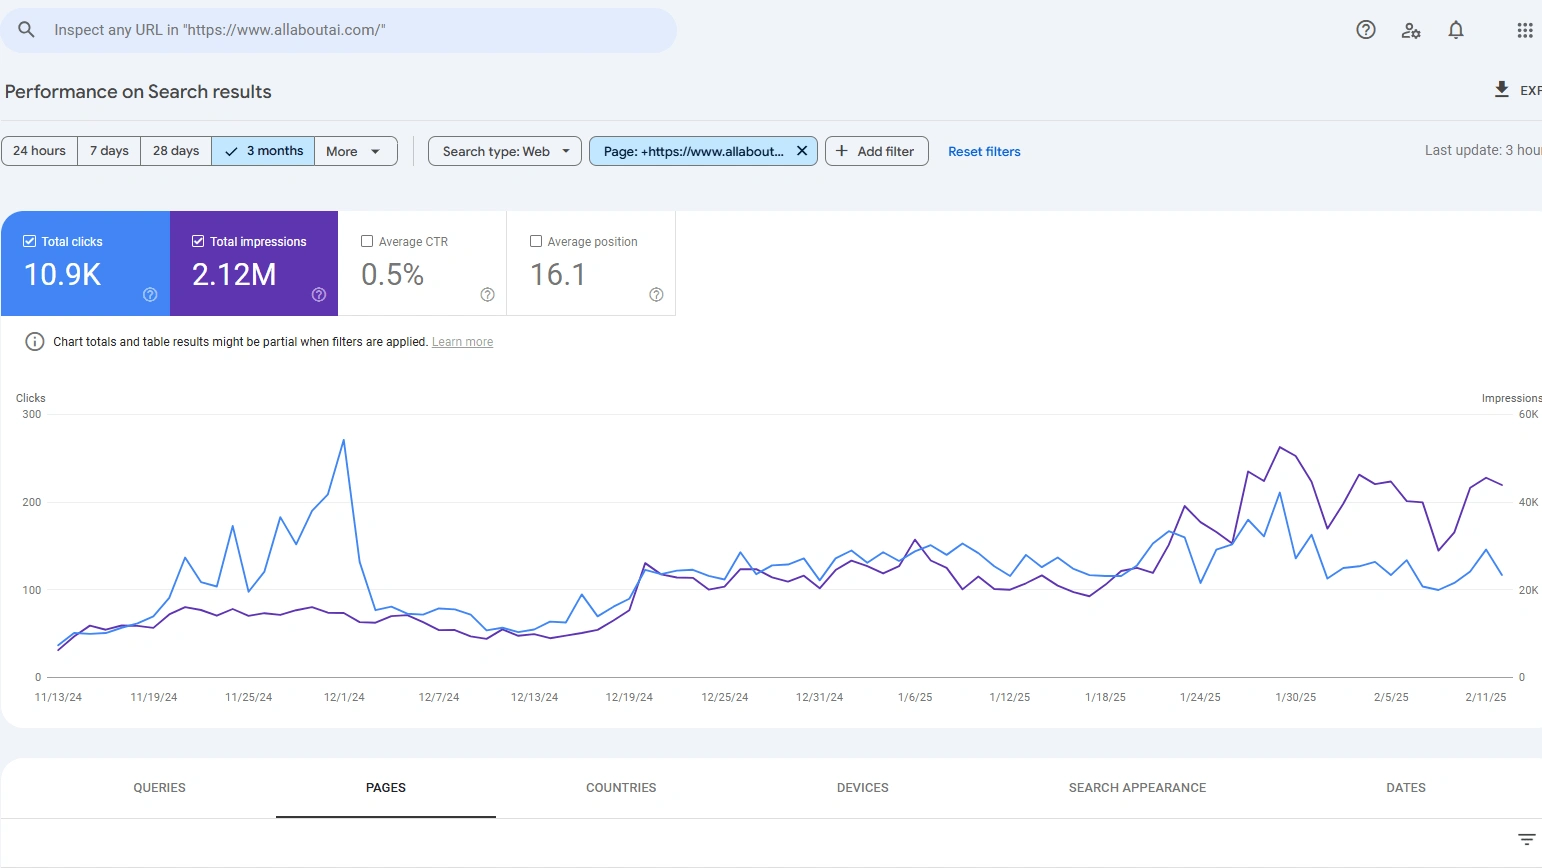 Inspect any URL in "https://www.allaboutai.com/"
Performance on Search results
EXP
24 hours
7 days
28 days
3 months
More
Search type: Web
Page: +https://www.allabout...
Add filter
Reset filters
Last update: 3 hour
Total clicks
10.9K
Total impressions
2.12M
Average CTR
0.5%
Average position
16.1
Chart totals and table results might be partial when filters are applied. Learn more
Clicks
Impressions
300
60K
200
40K
100
20K
0
0
11/13/24
11/19/24
11/25/24
12/1/24
12/7/24
12/13/24
12/19/24
12/25/24
12/31/24
1/6/25
1/12/25
1/18/25
1/24/25
1/30/25
2/5/25
2/11/25
QUERIES
PAGES
COUNTRIES
DEVICES
SEARCH APPEARANCE
DATES